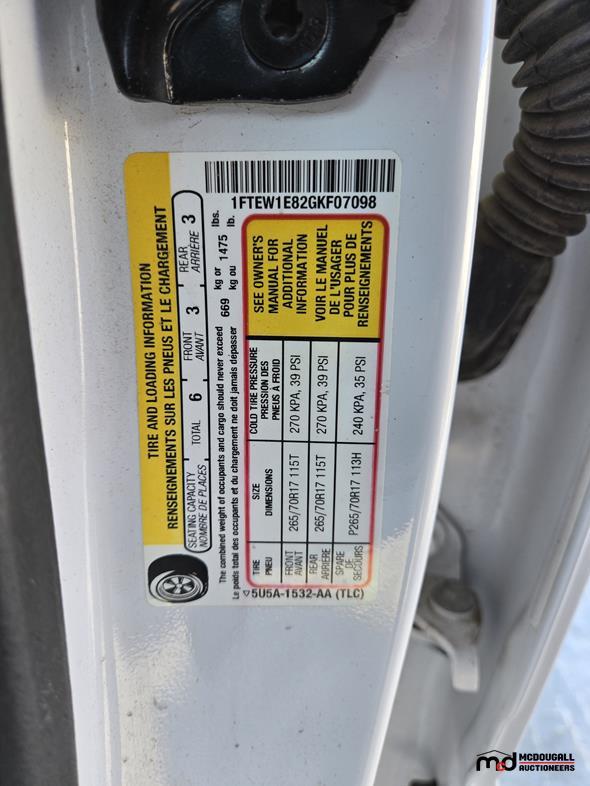 TIRE AND LOADING INFORMATION
RENSEIGNEMENTS SUR LES PNEUS ET LE CHARGEMENT
SEATING CAPACITY
NOMBRE DE PLACES
TOTAL 6
FRONT
AVANT 3
REAR
ARRIÈRE 3
The combined weight of occupants and cargo should never exceed 669 kg or 1475 lbs.
Le poids total des occupants et du chargement ne doit jamais dépasser kg ou lb.
TIRE
PNEU
SIZE
DIMENSIONS
COLD TIRE PRESSURE
PRESSION DES
PNEUS À FROID
FRONT
AVANT
265/70R17 115T
270 KPA, 39 PSI
REAR
ARRIÈRE
265/70R17 115T
270 KPA, 39 PSI
SPARE
DE
SECOURS
P265/70R17 113H
240 KPA, 35 PSI
SEE OWNER'S
MANUAL FOR
ADDITIONAL
INFORMATION
VOIR LE MANUEL
DE L'USAGER
POUR PLUS DE
RENSEIGNEMENTS
5U5A-1532-AA (TLC)
1FTEW1E82GKF07098
md MCDOUGALL
AUCTIONEERS